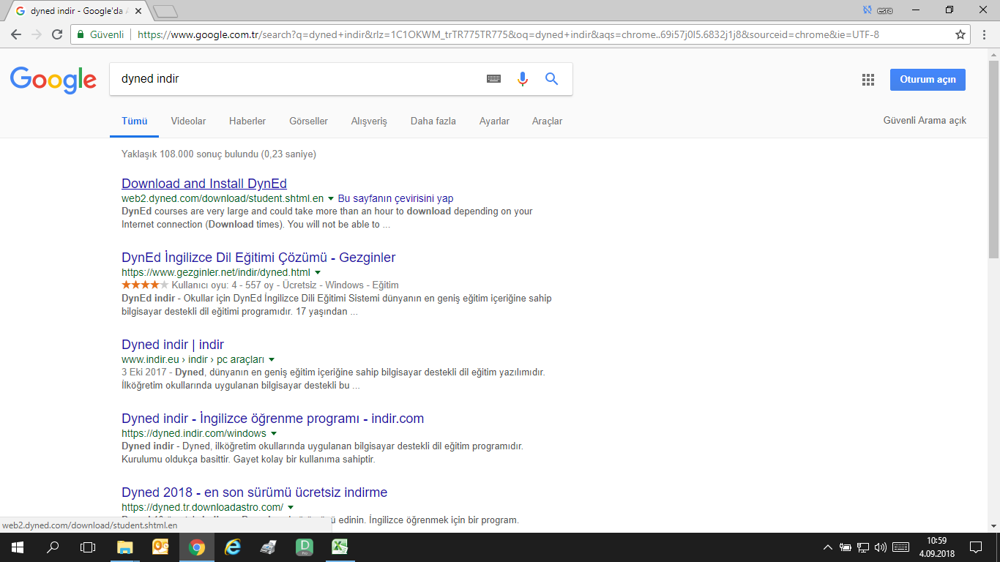 dyned indir - Google'da A
esra
Güvenli
https://www.google.com.tr/search?q=dyned+indir&rlz=1C1OKWM_trTR775TR775&oq=dyned+indir&aqs=chrome..69i57j0l5.6832j1j8&sourceid=chrome&ie=UTF-8
Google
dyned indir
Oturum açın
Tümü Videolar Haberler Görseller Alışveriş Daha fazla Ayarlar Araçlar
Güvenli Arama açık
Yaklaşık 108.000 sonuç bulundu (0,23 saniye)
Download and Install DynEd
web2.dyned.com/download/student.shtml.en Bu sayfanın çevirisini yap
DynEd courses are very large and could take more than an hour to download depending on your
Internet connection (Download times). You will not be able to ...
DynEd İngilizce Dil Eğitimi Çözümü - Gezginler
https://www.gezginler.net/indir/dyned.html
Kullanıcı oyu: 4 - 557 oy - Ücretsiz - Windows - Eğitim
DynEd indir - Okullar için DynEd İngilizce Dili Eğitimi Sistemi dünyanın en geniş eğitim içeriğine sahip
bilgisayar destekli dil eğitimi programıdır. 17 yaşından ...
Dyned indir | indir
www.indir.eu › indir › pc araçları
3 Eki 2017 - Dyned, dünyanın en geniş eğitim içeriğine sahip bilgisayar destekli dil eğitim yazılımıdır.
İlköğretim okullarında uygulanan bilgisayar destekli bu ...
Dyned indir - İngilizce öğrenme programı - indir.com
https://dyned.indir.com/windows
Dyned indir - Dyned, ilköğretim okullarında uygulanan bilgisayar destekli dil eğitim programıdır.
Kurulumu oldukça basittir. Gayet kolay bir kullanıma sahiptir.
Dyned 2018 - en son sürümü ücretsiz indirme
https://dyned.tr.downloadastro.com/
edinin. İngilizce öğrenmek için bir program.
web2.dyned.com/download/student.shtml.en
10:59
4.09.2018